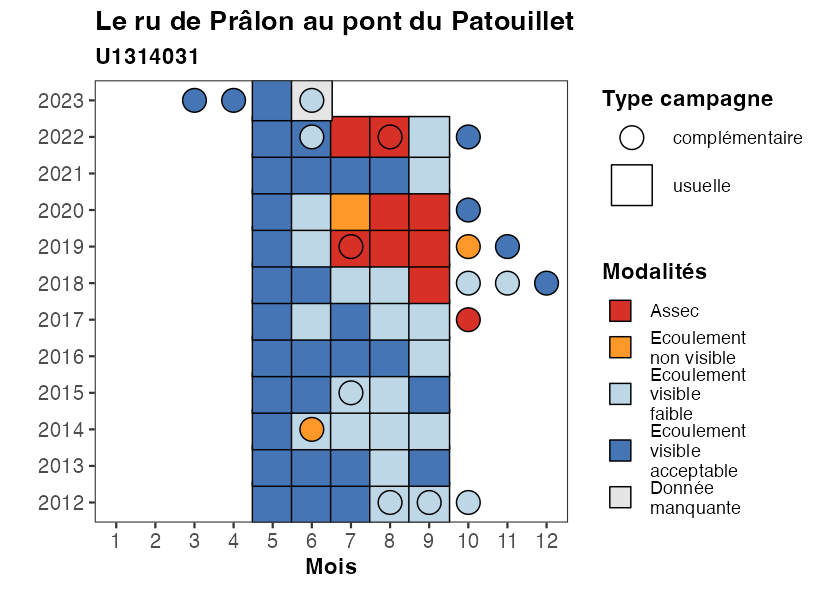 Le ru de Prâlon au pont du Patouillet
U1314031
2023
2022
2021
2020
2019
2018
2017
2016
2015
2014
2013
2012
1 2 3 4 5 6 7 8 9 10 11 12
Mois
Type campagne
complémentaire
usuelle
Modalités
Assec
Ecoulement
non visible
Ecoulement
visible
faible
Ecoulement
visible
acceptable
Donnée
manquante